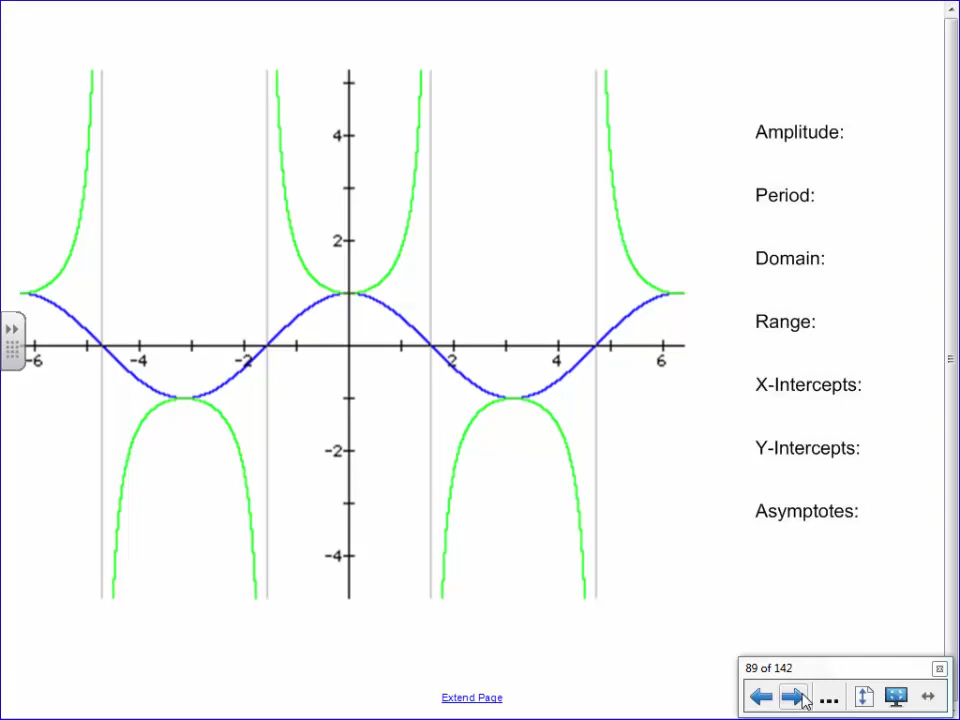 4
Amplitude:
Period:
2
Domain:
Range:
-6 -4 -2 2 4 6
X-Intercepts:
-2
Y-Intercepts:
Asymptotes:
-4
89 of 142
Extend Page
...